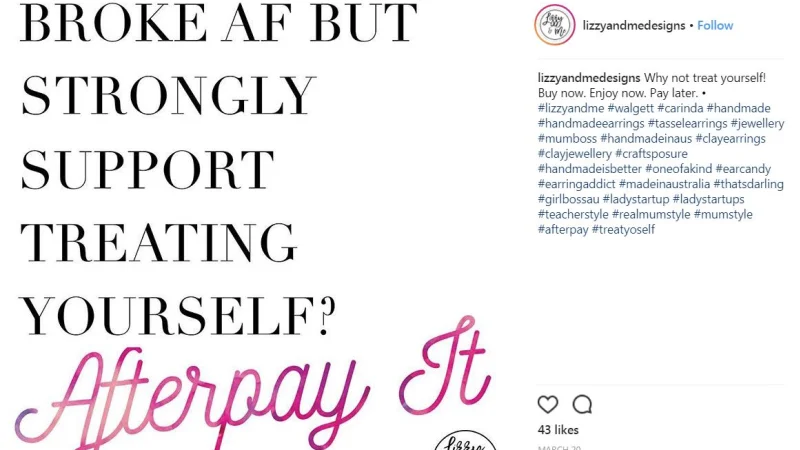 BROKE AF BUT
STRONGLY
SUPPORT
TREATING
YOURSELF?
Afterpay It
lizzy
lizzy
& me
lizzyandmedesigns • Follow
lizzyandmedesigns Why not treat yourself!
Buy now. Enjoy now. Pay later. •
#lizzyandme #walgett #carinda #handmade
#handmadeearrings #tasselearrings #jewellery
#mumboss #handmadeinaus #clayearrings
#clayjewellery #craftsposure
#handmadeisbetter #oneofakind #earcandy
#earringaddict #madeinaustralia #thatsdarling
#girlbossau #ladystartup #ladystartups
#teacherstyle #realmumstyle #mumstyle
#afterpay #treatyoself
43 likes
MARCH 20